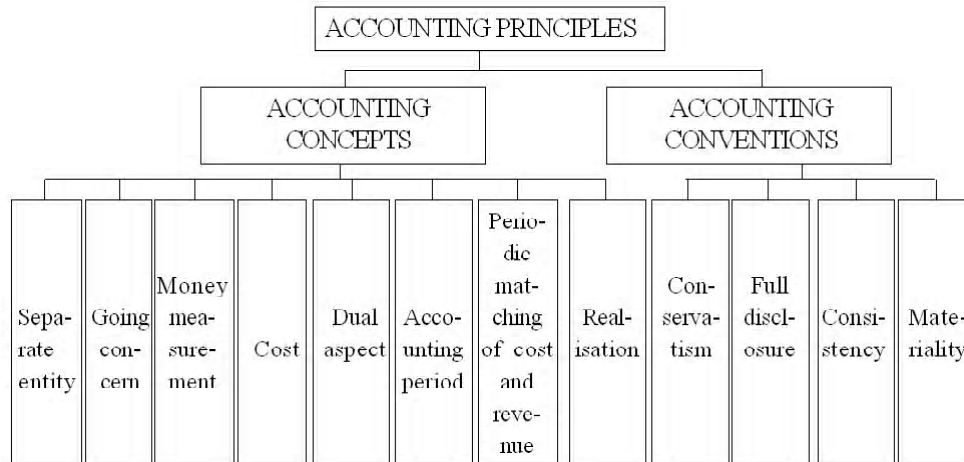 ACCOUNTING PRINCIPLES
ACCOUNTING
CONCEPTS
ACCOUNTING
CONVENTIONS
Sepa-
rate
entity
Going
con-
cern
Money
mea-
sure-
ment
Cost
Dual
aspect
Acco-
unting
period
Perio-
dic
mat-
ching
of cost
and
reve-
nue
Real-
isation
Con-
serva-
tism
Full
discl-
osure
Consi-
stency
Mate-
riality